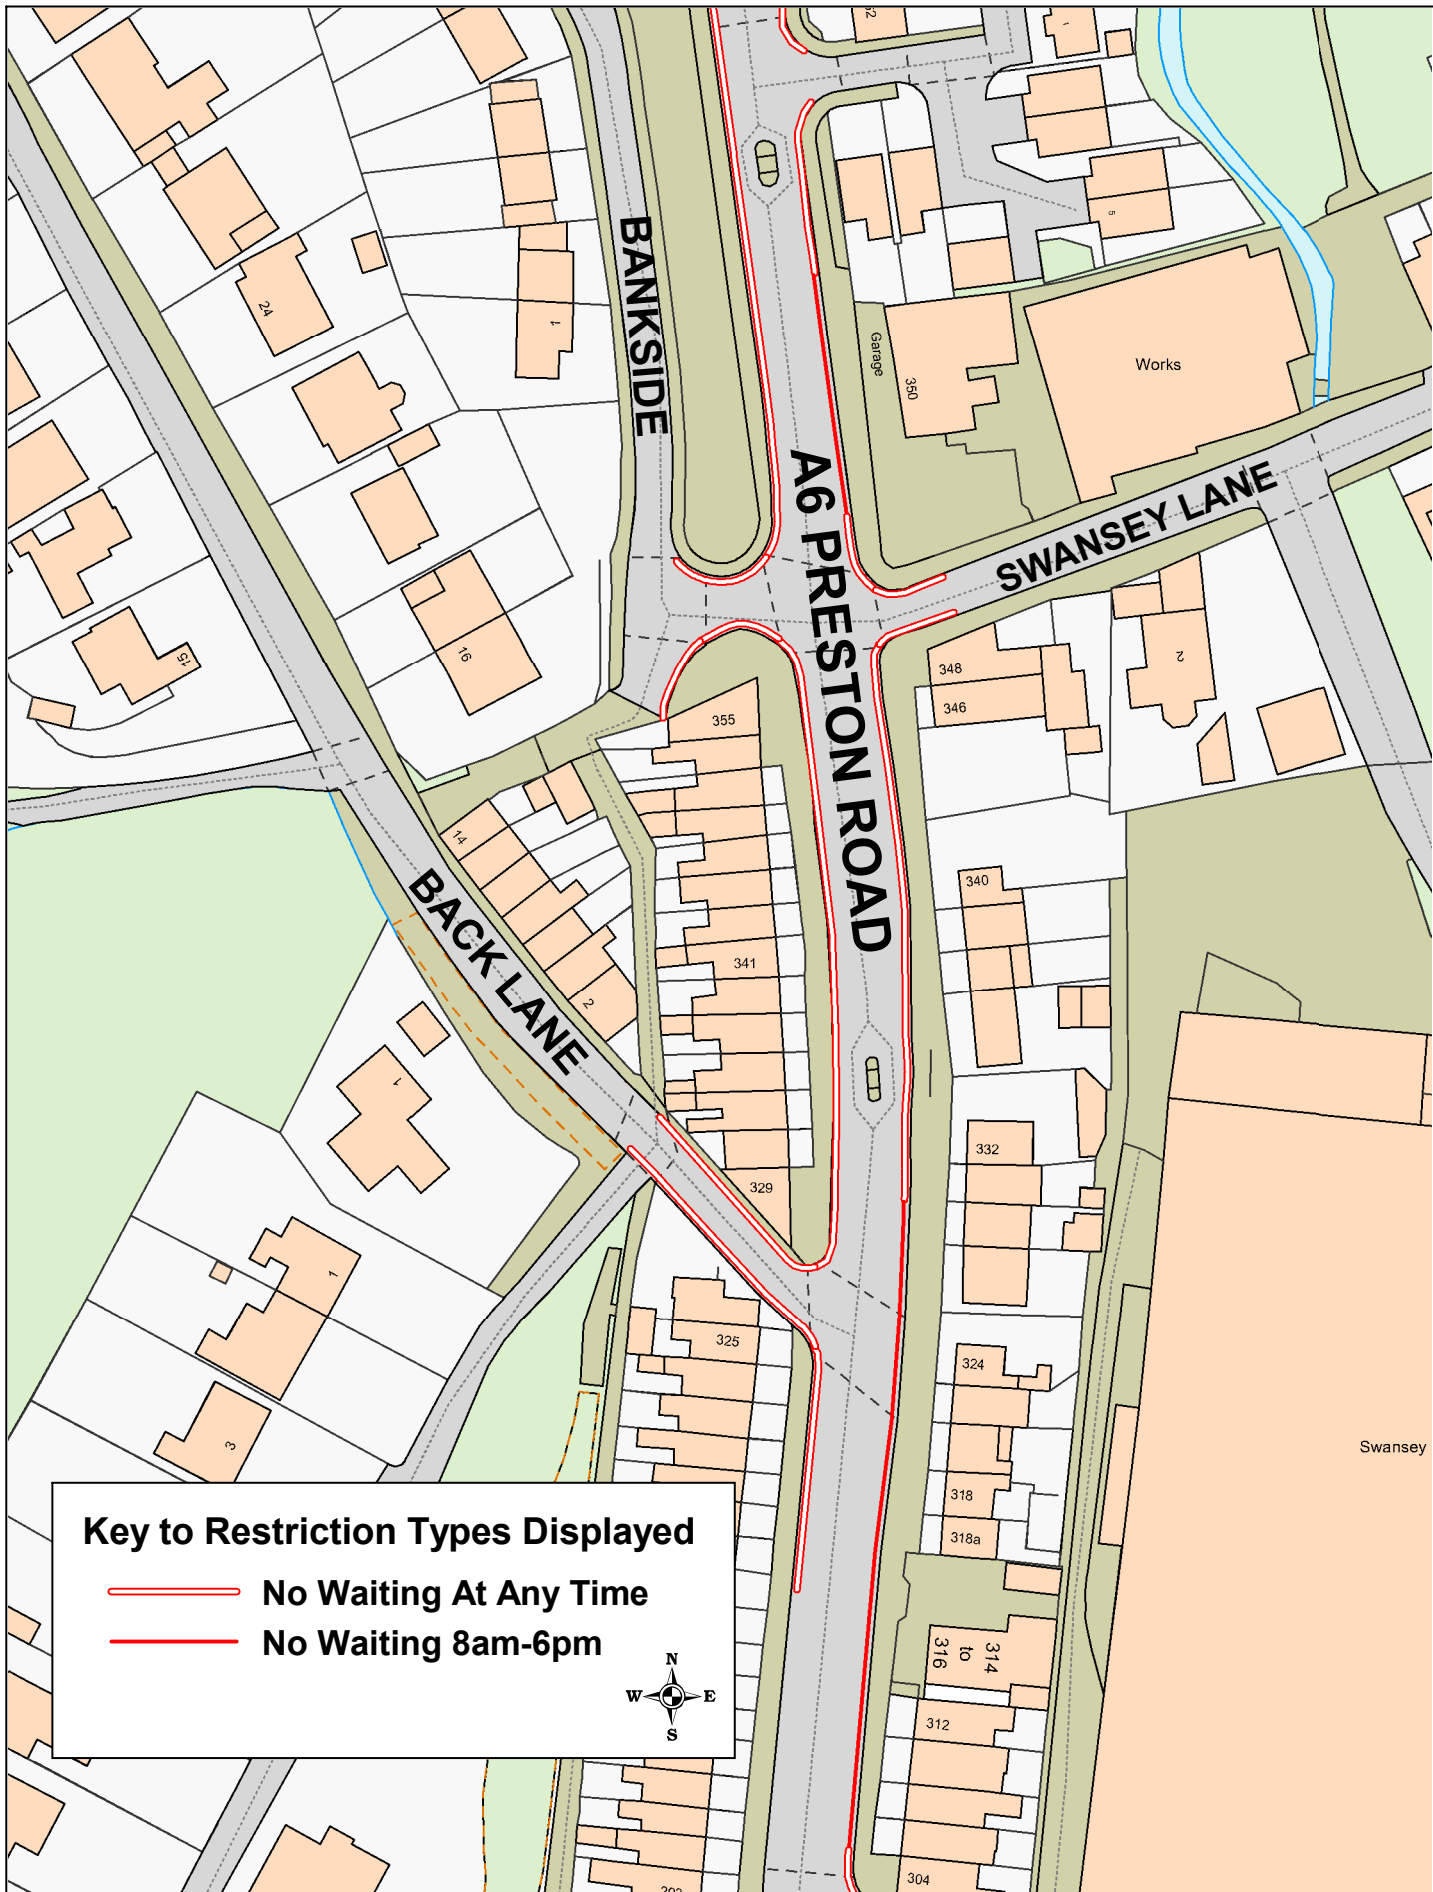 1
5
BANKSIDE
24
1
Garage
350
Works
A6 PRESTON ROAD
SWANSEY LANE
15
16
348
346
2
355
14
340
BACK LANE
341
2
1
332
329
1
325
324
3
Swansey
318
318a
314
to
316
312
304
Key to Restriction Types Displayed
No Waiting At Any Time
No Waiting 8am-6pm
N
W E
S